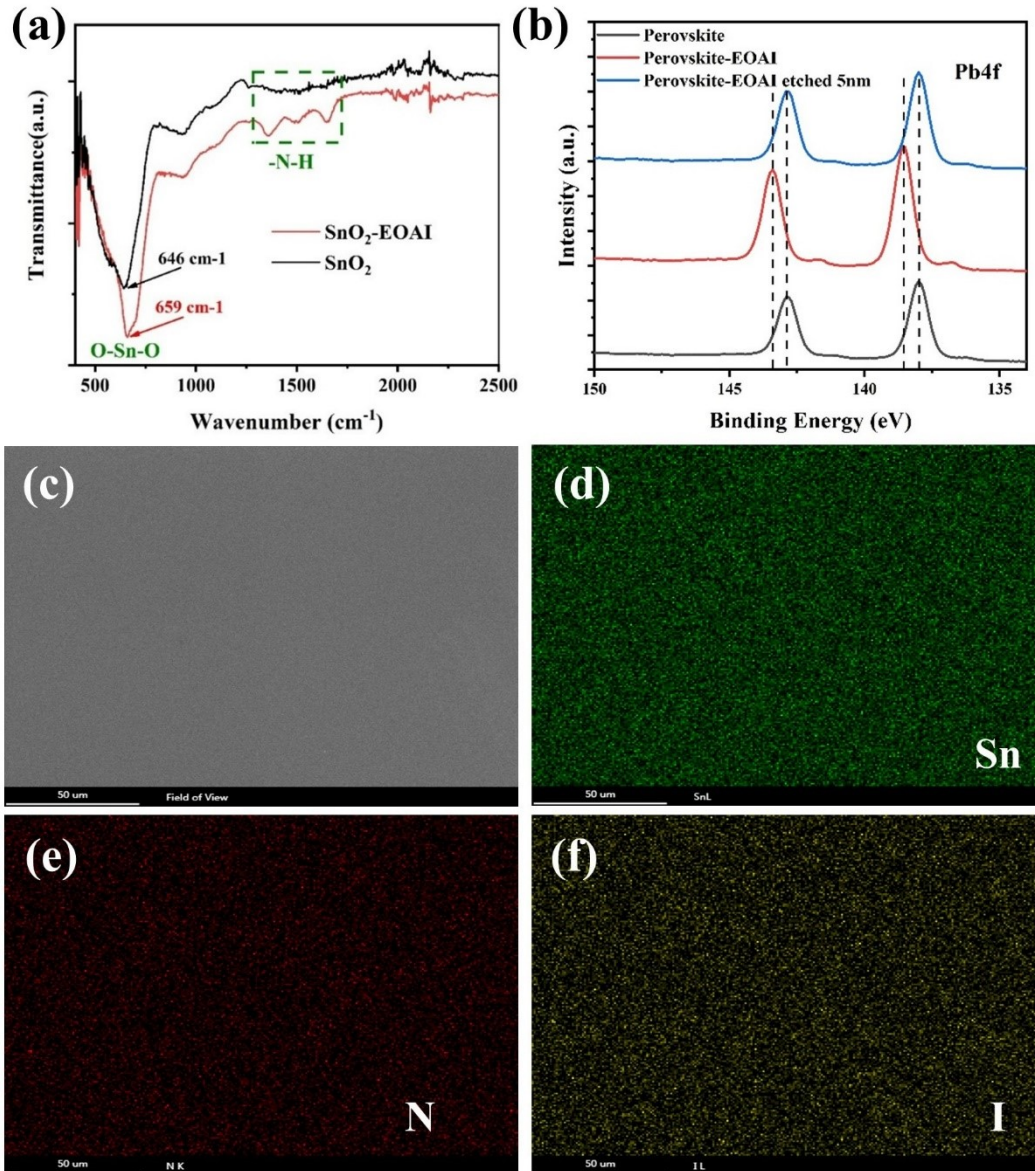 (a)
Transmittance(a.u.)
-N-H
SnO2-EOAI
SnO2
646 cm-1
659 cm-1
O-Sn-O
500 1000 1500 2000 2500
Wavenumber (cm-1)
(b)
Perovskite
Perovskite-EOAI
Perovskite-EOAI etched 5nm
Pb4f
Intensity (a.u.)
150 145 140 135
Binding Energy (eV)
(c)
50 um Field of View
(d)
Sn
50 um SnL
(e)
N
50 um N K
(f)
I
50 um I L